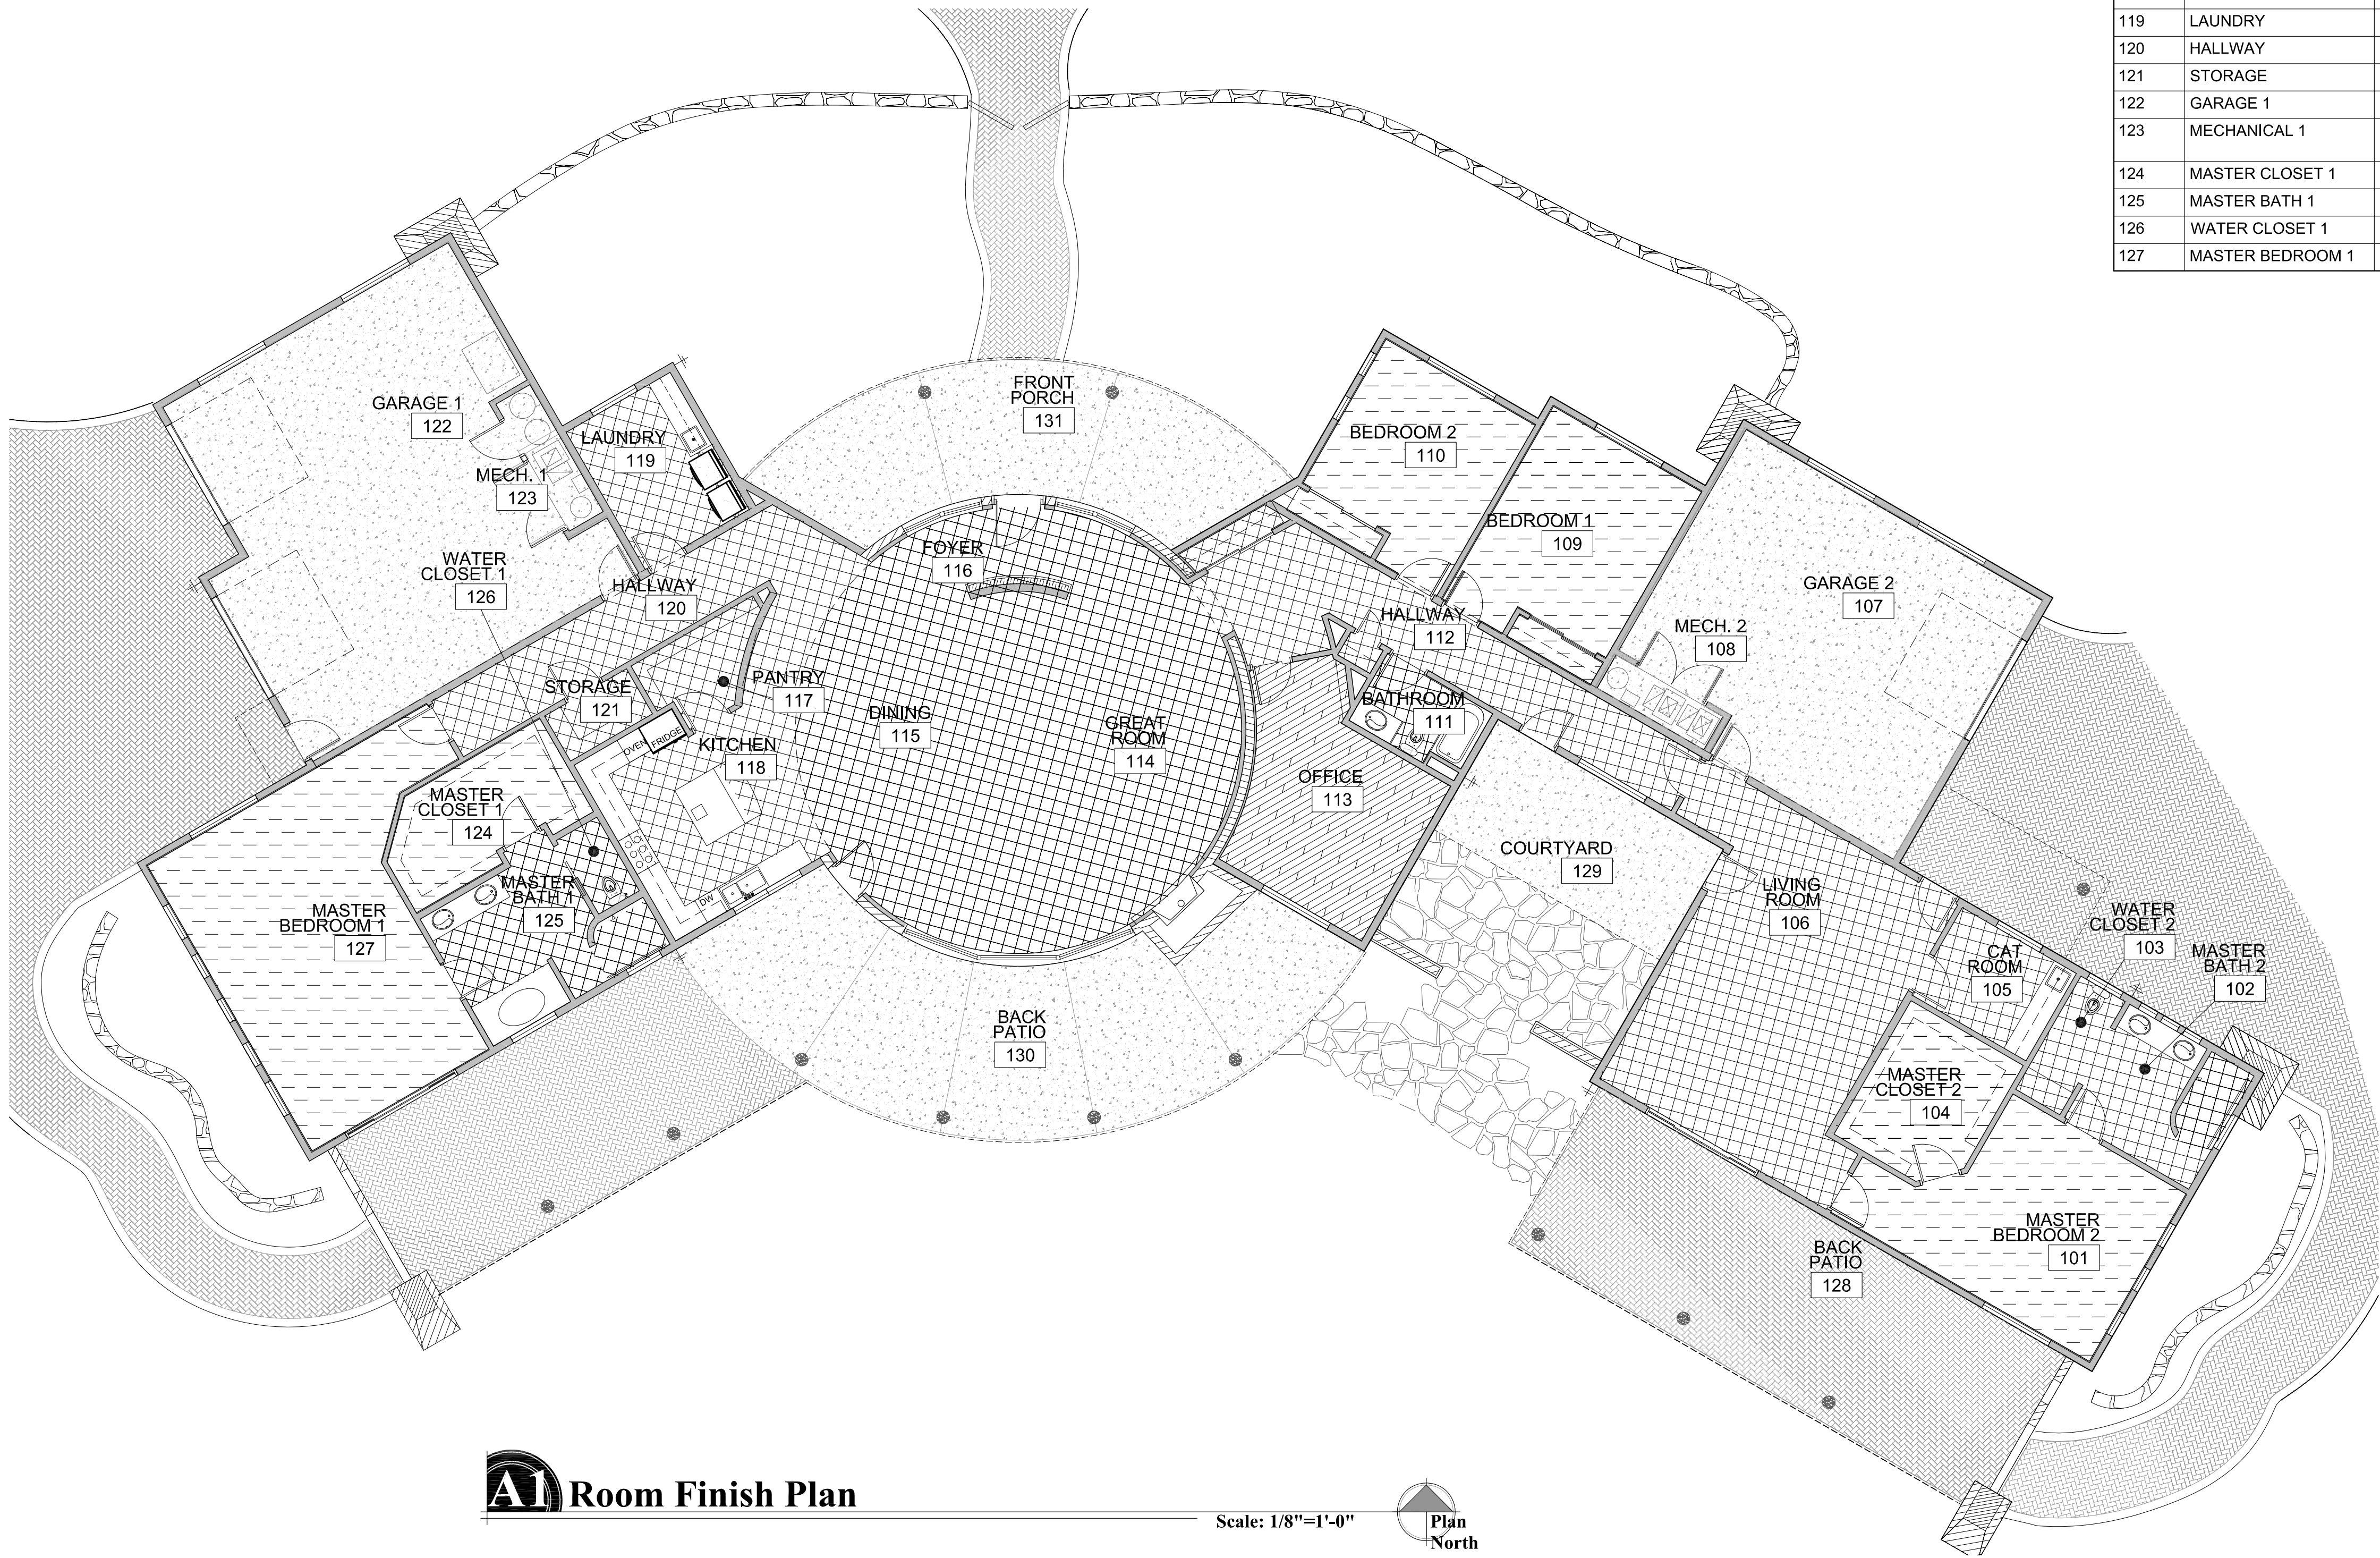 119 LAUNDRY
120 HALLWAY
121 STORAGE
122 GARAGE 1
123 MECHANICAL 1
124 MASTER CLOSET 1
125 MASTER BATH 1
126 WATER CLOSET 1
127 MASTER BEDROOM 1
FRONT
PORCH
131
GARAGE 1
122
LAUNDRY
119
MECH. 1
123
BEDROOM 2
110
BEDROOM 1
109
WATER
CLOSET 1
126
HALLWAY
120
FOYER
116
GARAGE 2
107
HALLWAY
112
MECH. 2
108
STORAGE
121
PANTRY
117
BATHROOM
111
DINING
115
GREAT
ROOM
114
OVEN
FRIDGE
KITCHEN
118
OFFICE
113
MASTER
CLOSET 1
124
COURTYARD
129
MASTER
BATH 1
125
DW
MASTER
BEDROOM 1
127
LIVING
ROOM
106
WATER
CLOSET 2
103
CAT
ROOM
105
MASTER
BATH 2
102
BACK
PATIO
130
MASTER
CLOSET 2
104
MASTER
BEDROOM 2
101
BACK
PATIO
128
A1 Room Finish Plan
Scale: 1/8"=1'-0"
Plan
North